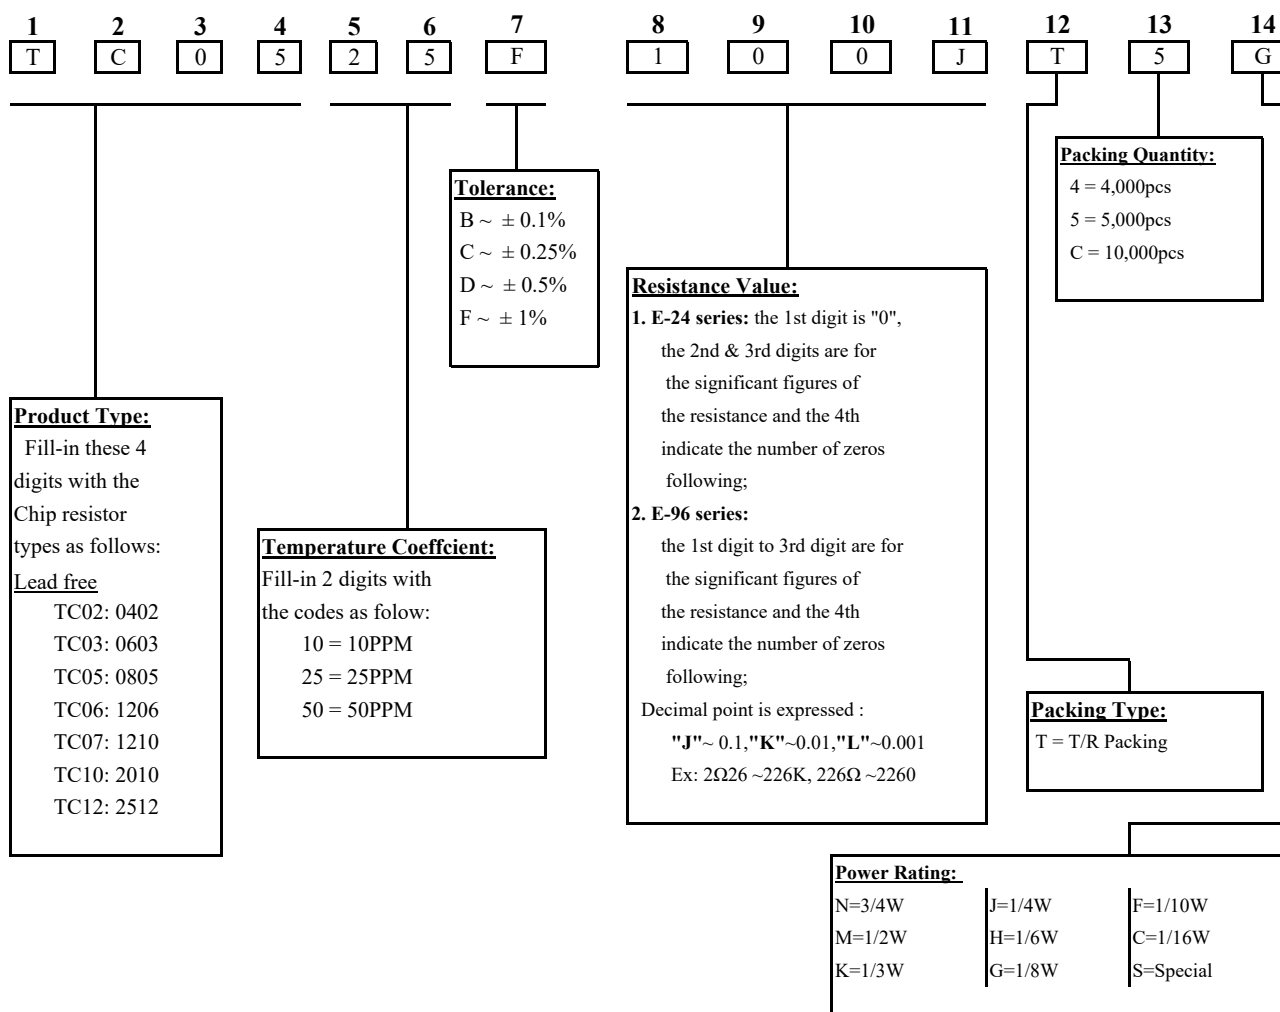 1 2 3 4 5 6 7 8 9 10 11 12 13 14
T C 0 5 2 5 F 1 0 0 J T 5 G
Packing Quantity:
4 = 4,000pcs
5 = 5,000pcs
C = 10,000pcs
Tolerance:
B ~ ± 0.1%
C ~ ± 0.25%
D ~ ± 0.5%
F ~ ± 1%
Resistance Value:
1. E-24 series: the 1st digit is "0",
the 2nd & 3rd digits are for
the significant figures of
the resistance and the 4th
indicate the number of zeros
following;
2. E-96 series:
the 1st digit to 3rd digit are for
the significant figures of
the resistance and the 4th
indicate the number of zeros
following;
Decimal point is expressed :
"J"~ 0.1,"K"~0.01,"L"~0.001
Ex: 2Ω26 ~226K, 226Ω ~2260
Product Type:
Fill-in these 4
digits with the
Chip resistor
types as follows:
Lead free
TC02: 0402
TC03: 0603
TC05: 0805
TC06: 1206
TC07: 1210
TC10: 2010
TC12: 2512
Temperature Coeffcient:
Fill-in 2 digits with
the codes as folow:
10 = 10PPM
25 = 25PPM
50 = 50PPM
Packing Type:
T = T/R Packing
Power Rating:
N=3/4W J=1/4W F=1/10W
M=1/2W H=1/6W C=1/16W
K=1/3W G=1/8W S=Special